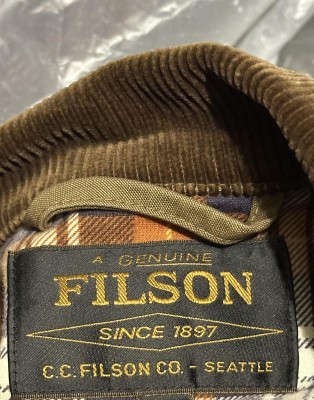 A GENUINE
FILSON
SINCE 1897
C.C. FILSON CO. - SEATTLE